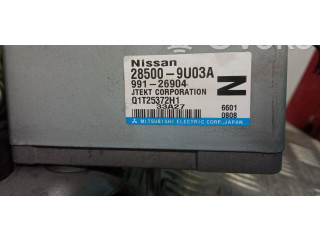 Nissan
28500-9U03A
991-26904
JTEKT CORPORATION
Q1T25372H1
33A27
N
6601
0808
MITSUBISHI ELECTRIC CORP. JAPAN